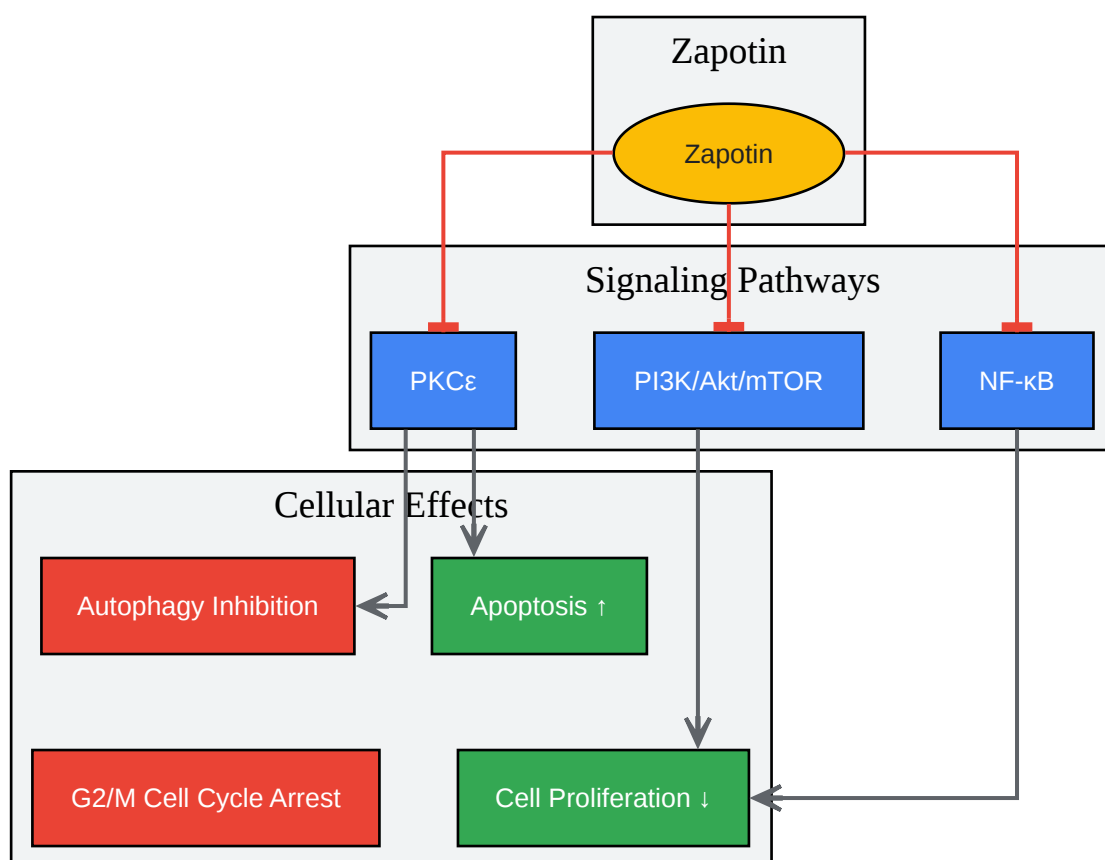 Zapotin
Zapotin
Signaling Pathways
PKCε
PI3K/Akt/mTOR
NF-κB
Cellular Effects
Autophagy Inhibition
Apoptosis ↑
G2/M Cell Cycle Arrest
Cell Proliferation ↓